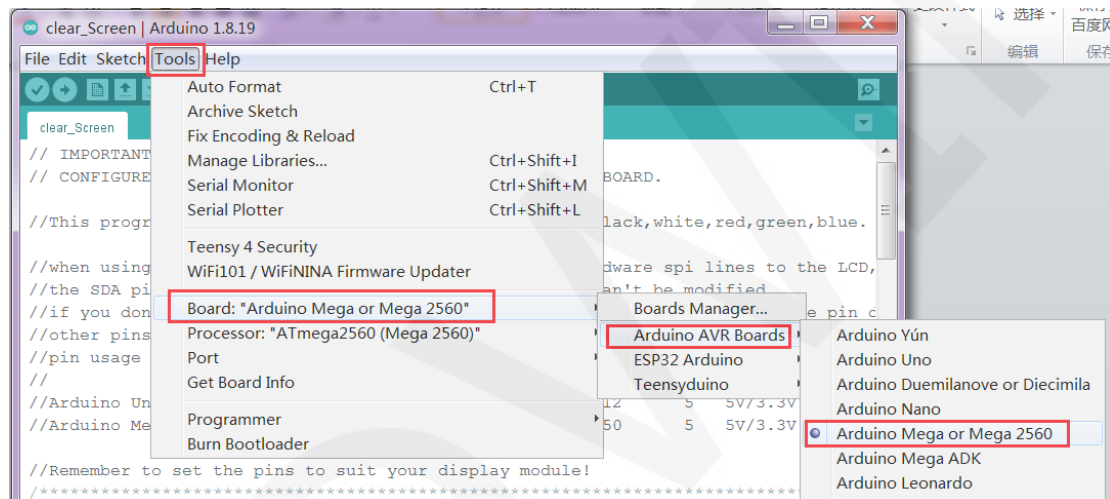 clear_Screen | Arduino 1.8.19
选择
百度网
编辑
保存
File Edit Sketch Tools Help
clear_Screen
Auto Format Ctrl+T
Archive Sketch
Fix Encoding & Reload
Manage Libraries... Ctrl+Shift+I
Serial Monitor Ctrl+Shift+M
Serial Plotter Ctrl+Shift+L
Teensy 4 Security
WiFi101 / WiFiNINA Firmware Updater
Board: "Arduino Mega or Mega 2560"
Processor: "ATmega2560 (Mega 2560)"
Port
Get Board Info
Programmer
Burn Bootloader
Boards Manager...
Arduino AVR Boards
ESP32 Arduino
Teensyduino
Arduino Yún
Arduino Uno
Arduino Duemilanove or Diecimila
Arduino Nano
Arduino Mega or Mega 2560
Arduino Mega ADK
Arduino Leonardo
// IMPORTANT
// CONFIGURE BOARD.
//This progr lack,white,red,green,blue.
//when using dware spi lines to the LCD,
//the SDA pi an't be modified
//if you don e pin d
//other pins
//pin usage
//
//Arduino Un 12 5 5V/3.3V
//Arduino Me 50 5 5V/3.3V
//Remember to set the pins to suit your display module!